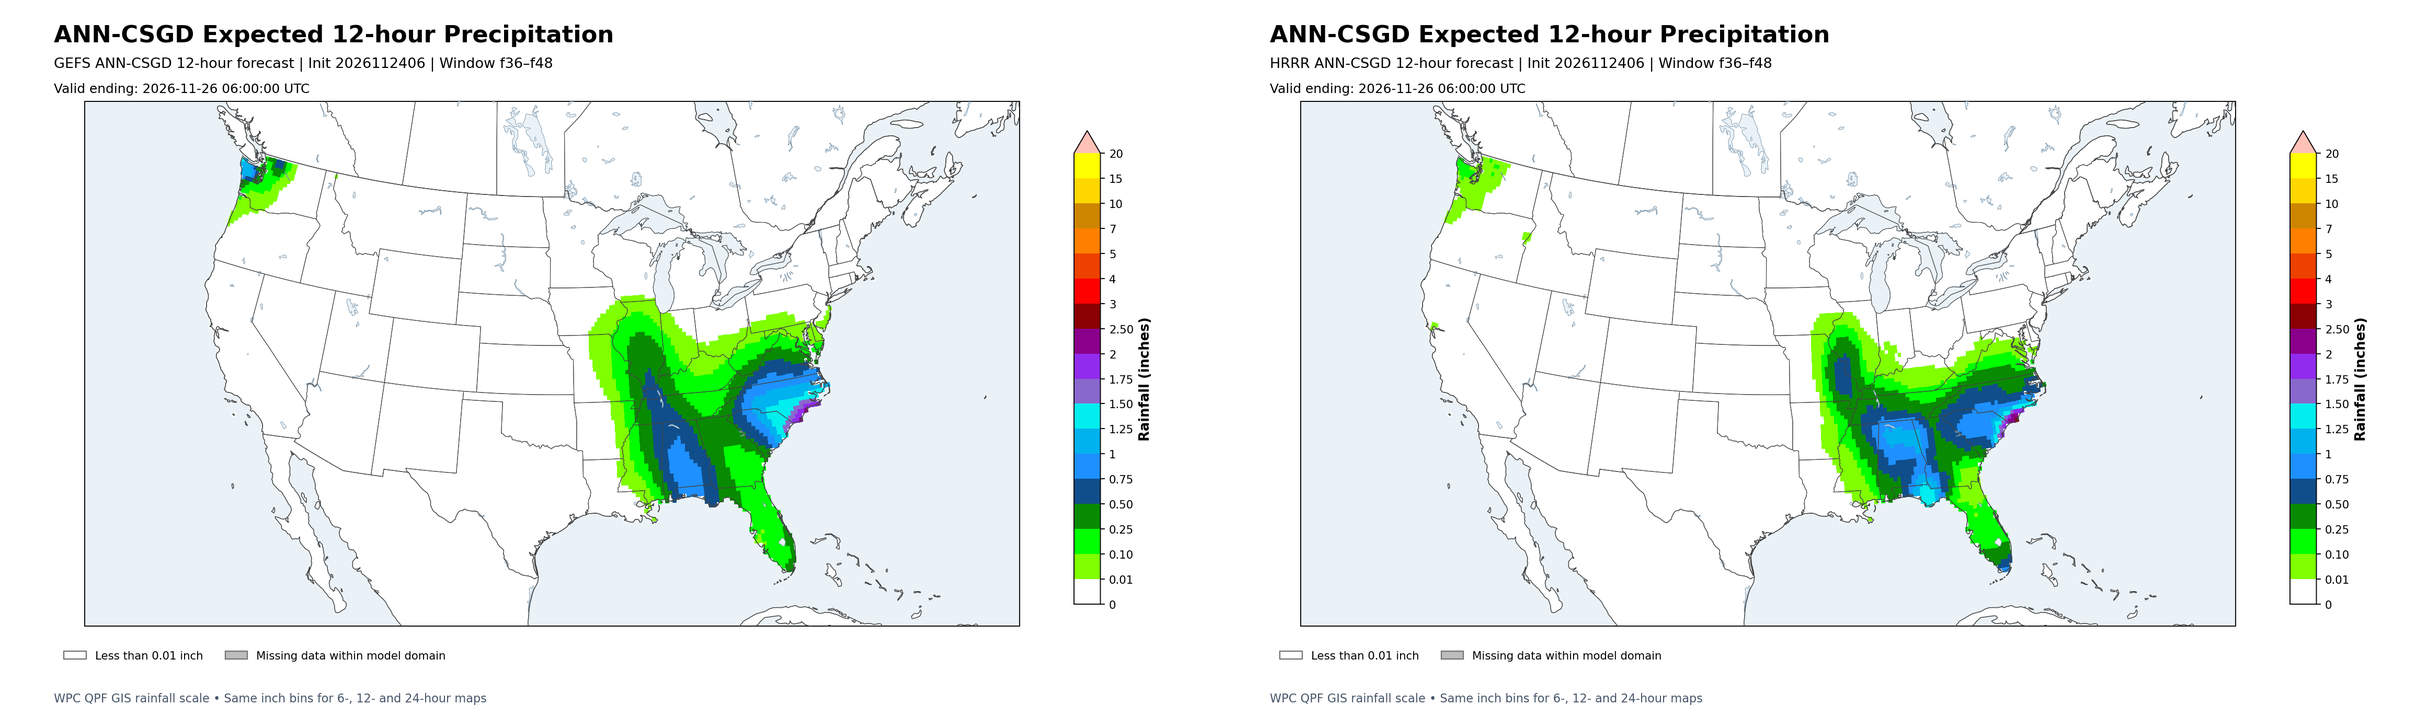 ANN-CSGD Expected 12-hour Precipitation
GEFS ANN-CSGD 12-hour forecast | Init 2026112406 | Window f36–f48
Valid ending: 2026-11-26 06:00:00 UTC
20
15
10
7
5
4
3
2.50
2
1.75
1.50
1.25
1
0.75
0.50
0.25
0.10
0.01
0
Rainfall (inches)
Less than 0.01 inch
Missing data within model domain
WPC QPF GIS rainfall scale • Same inch bins for 6-, 12- and 24-hour maps
ANN-CSGD Expected 12-hour Precipitation
HRRR ANN-CSGD 12-hour forecast | Init 2026112406 | Window f36–f48
Valid ending: 2026-11-26 06:00:00 UTC
20
15
10
7
5
4
3
2.50
2
1.75
1.50
1.25
1
0.75
0.50
0.25
0.10
0.01
0
Rainfall (inches)
Less than 0.01 inch
Missing data within model domain
WPC QPF GIS rainfall scale • Same inch bins for 6-, 12- and 24-hour maps